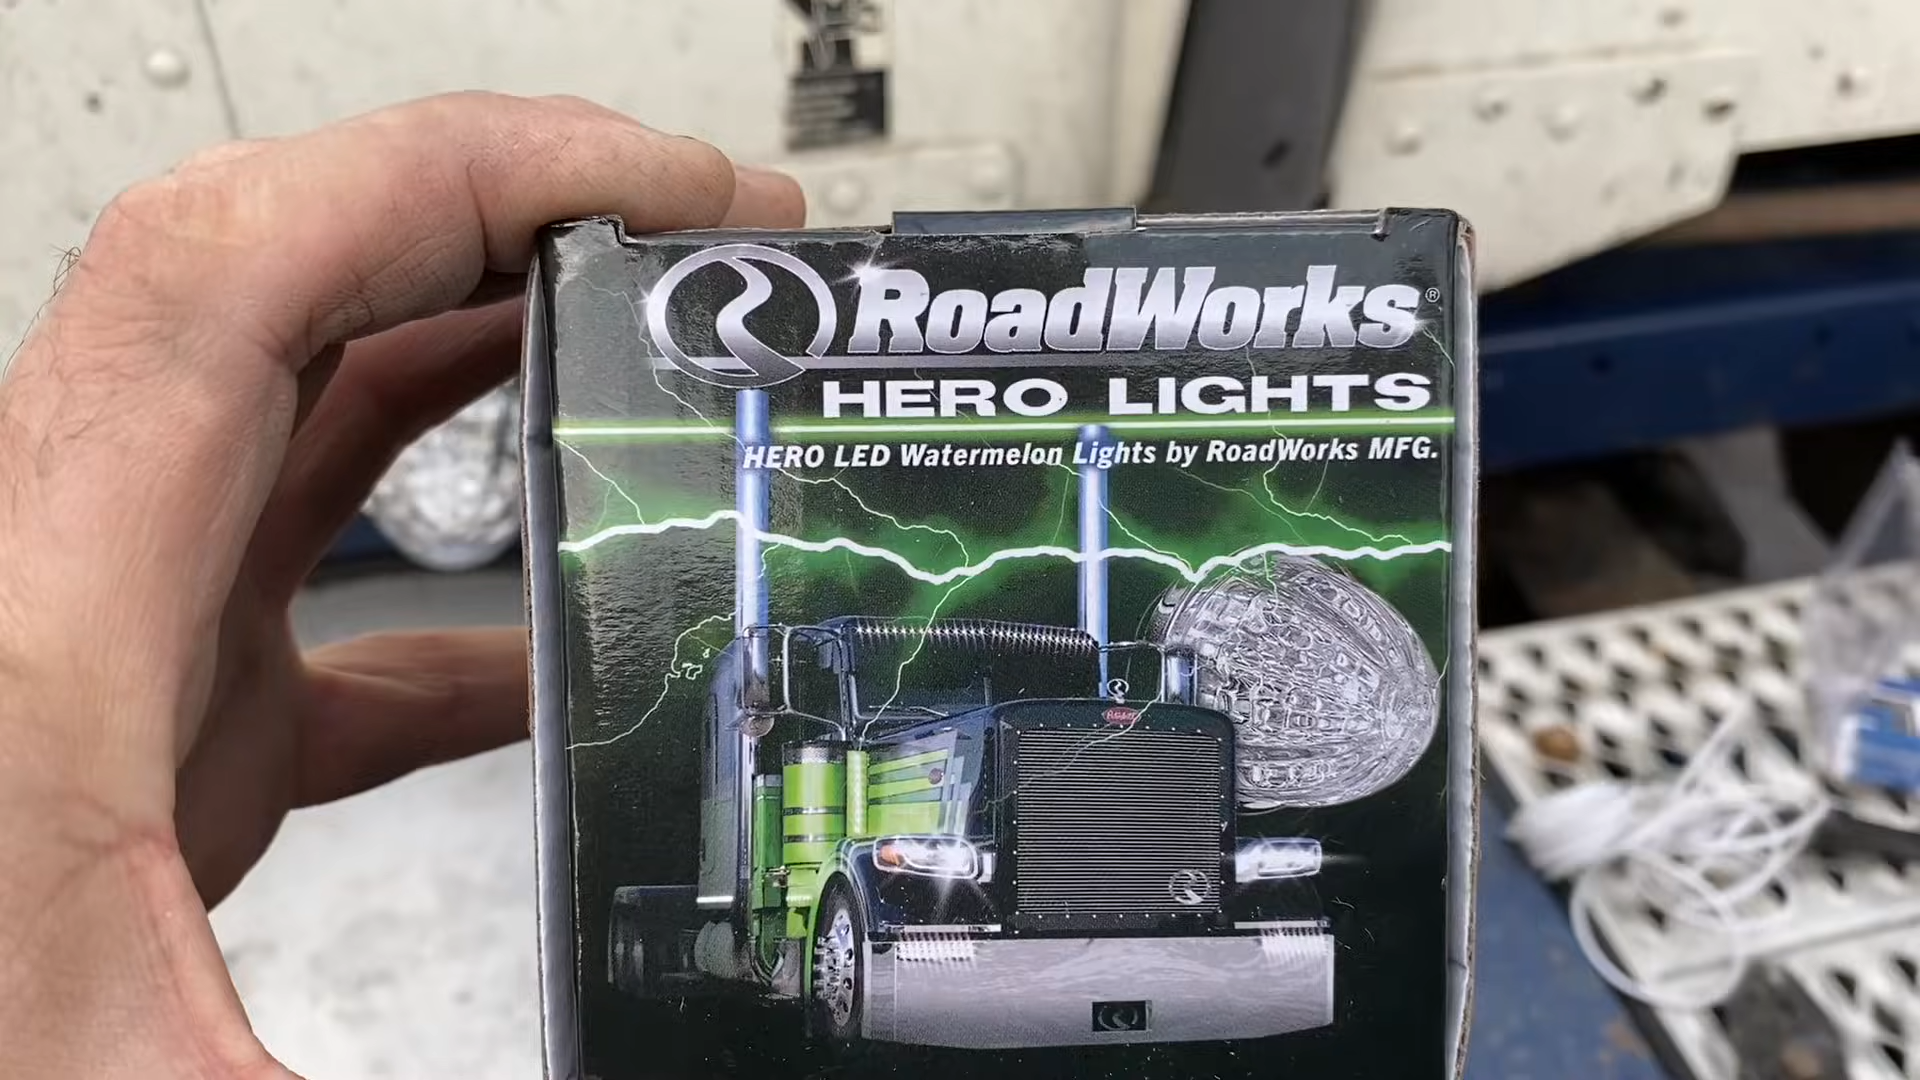 RoadWorks®
HERO LIGHTS
HERO LED Watermelon Lights by RoadWorks MFG.